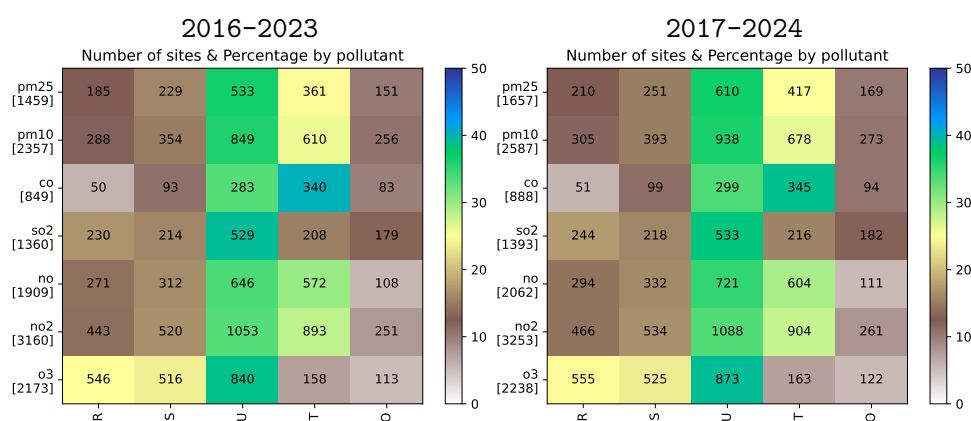 2016-2023
Number of sites & Percentage by pollutant
pm25
[1459]
185 229 533 361 151
pm10
[2357]
288 354 849 610 256
co
[849]
50 93 283 340 83
so2
[1360]
230 214 529 208 179
no
[1909]
271 312 646 572 108
no2
[3160]
443 520 1053 893 251
o3
[2173]
546 516 840 158 113
R S U T O
50
40
30
20
10
0
2017-2024
Number of sites & Percentage by pollutant
pm25
[1657]
210 251 610 417 169
pm10
[2587]
305 393 938 678 273
co
[888]
51 99 299 345 94
so2
[1393]
244 218 533 216 182
no
[2062]
294 332 721 604 111
no2
[3253]
466 534 1088 904 261
o3
[2238]
555 525 873 163 122
R S U T O
50
40
30
20
10
0